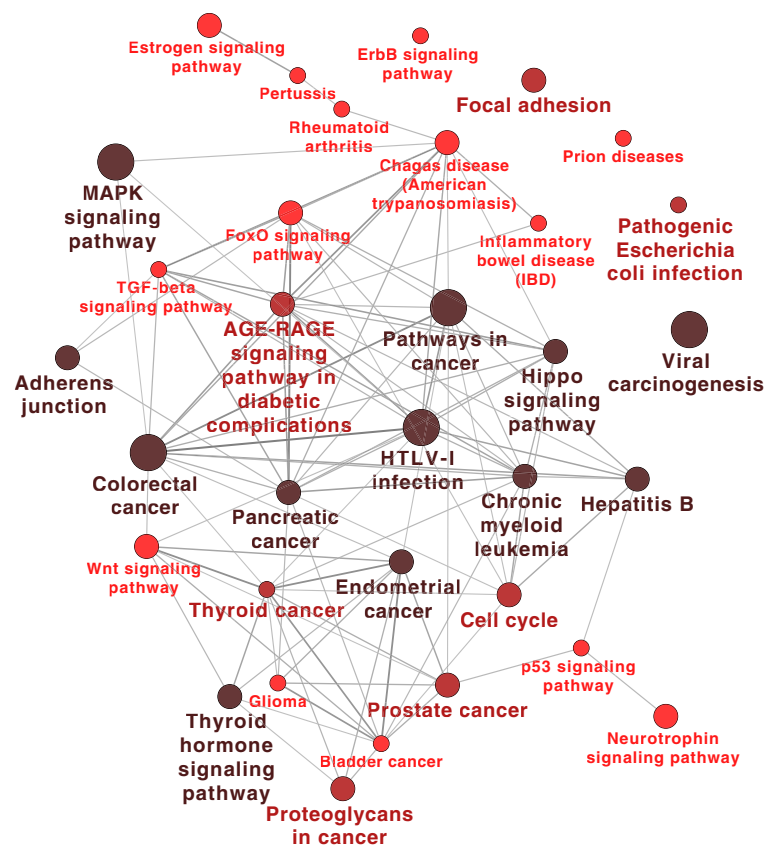 Estrogen signaling
pathway
ErbB signaling
pathway
Pertussis
Focal adhesion
Rheumatoid
arthritis
Prion diseases
Chagas disease
(American
trypanosomiasis)
MAPK
signaling
pathway
FoxO signaling
pathway
Inflammatory
bowel disease
(IBD)
Pathogenic
Escherichia
coli infection
TGF-beta
signaling pathway
AGE-RAGE
signaling
pathway in
diabetic
complications
Pathways in
cancer
Viral
carcinogenesis
Adherens
junction
Hippo
signaling
pathway
HTLV-I
infection
Colorectal
cancer
Pancreatic
cancer
Chronic
myeloid
leukemia
Hepatitis B
Wnt signaling
pathway
Endometrial
cancer
Thyroid cancer
Cell cycle
p53 signaling
pathway
Glioma
Prostate cancer
Thyroid
hormone
signaling
pathway
Neurotrophin
signaling pathway
Bladder cancer
Proteoglycans
in cancer